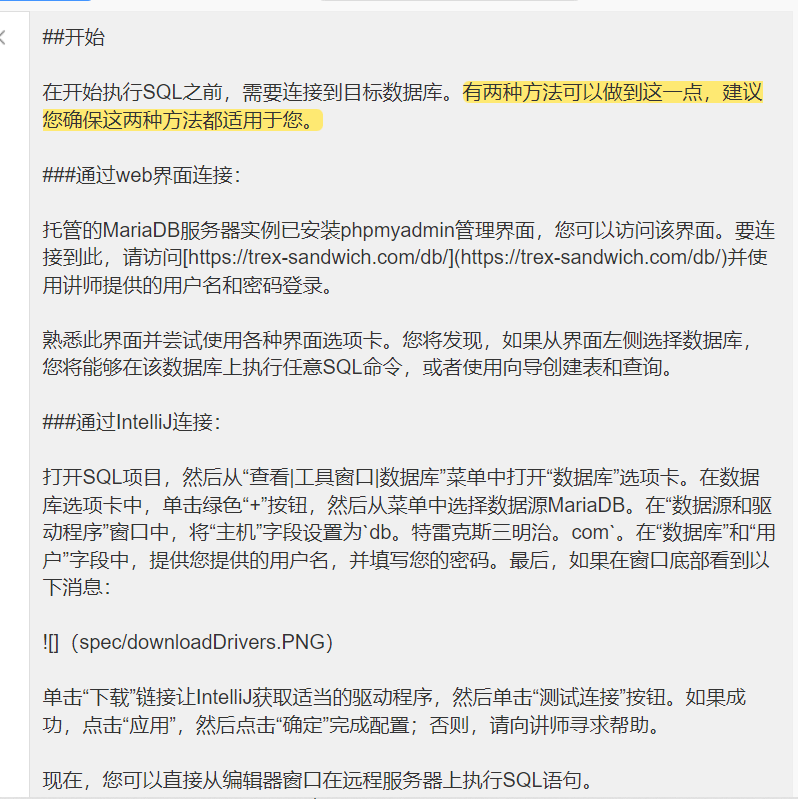 ##开始
在开始执行SQL之前，需要连接到目标数据库。有两种方法可以做到这一点，建议
您确保这两种方法都适用于您。
###通过web界面连接：
托管的MariaDB服务器实例已安装phpmyadmin管理界面，您可以访问该界面。要连
接到此，请访问[https://trex-sandwich.com/db/](https://trex-sandwich.com/db/)并使
用讲师提供的用户名和密码登录。
熟悉此界面并尝试使用各种界面选项卡。您将发现，如果从界面左侧选择数据库，
您将能够在该数据库上执行任意SQL命令，或者使用向导创建表和查询。
###通过IntelliJ连接：
打开SQL项目，然后从“查看|工具窗口|数据库”菜单中打开“数据库”选项卡。在数据
库选项卡中，单击绿色“+”按钮，然后从菜单中选择数据源MariaDB。在“数据源和驱
动程序”窗口中，将“主机”字段设置为`db。特雷克斯三明治。com`。在“数据库”和“用
户”字段中，提供您提供的用户名，并填写您的密码。最后，如果在窗口底部看到以
下消息：
![]（spec/downloadDrivers.PNG）
单击“下载”链接让IntelliJ获取适当的驱动程序，然后单击“测试连接”按钮。如果成
功，点击“应用”，然后点击“确定”完成配置；否则，请向讲师寻求帮助。
现在，您可以直接从编辑器窗口在远程服务器上执行SQL语句。